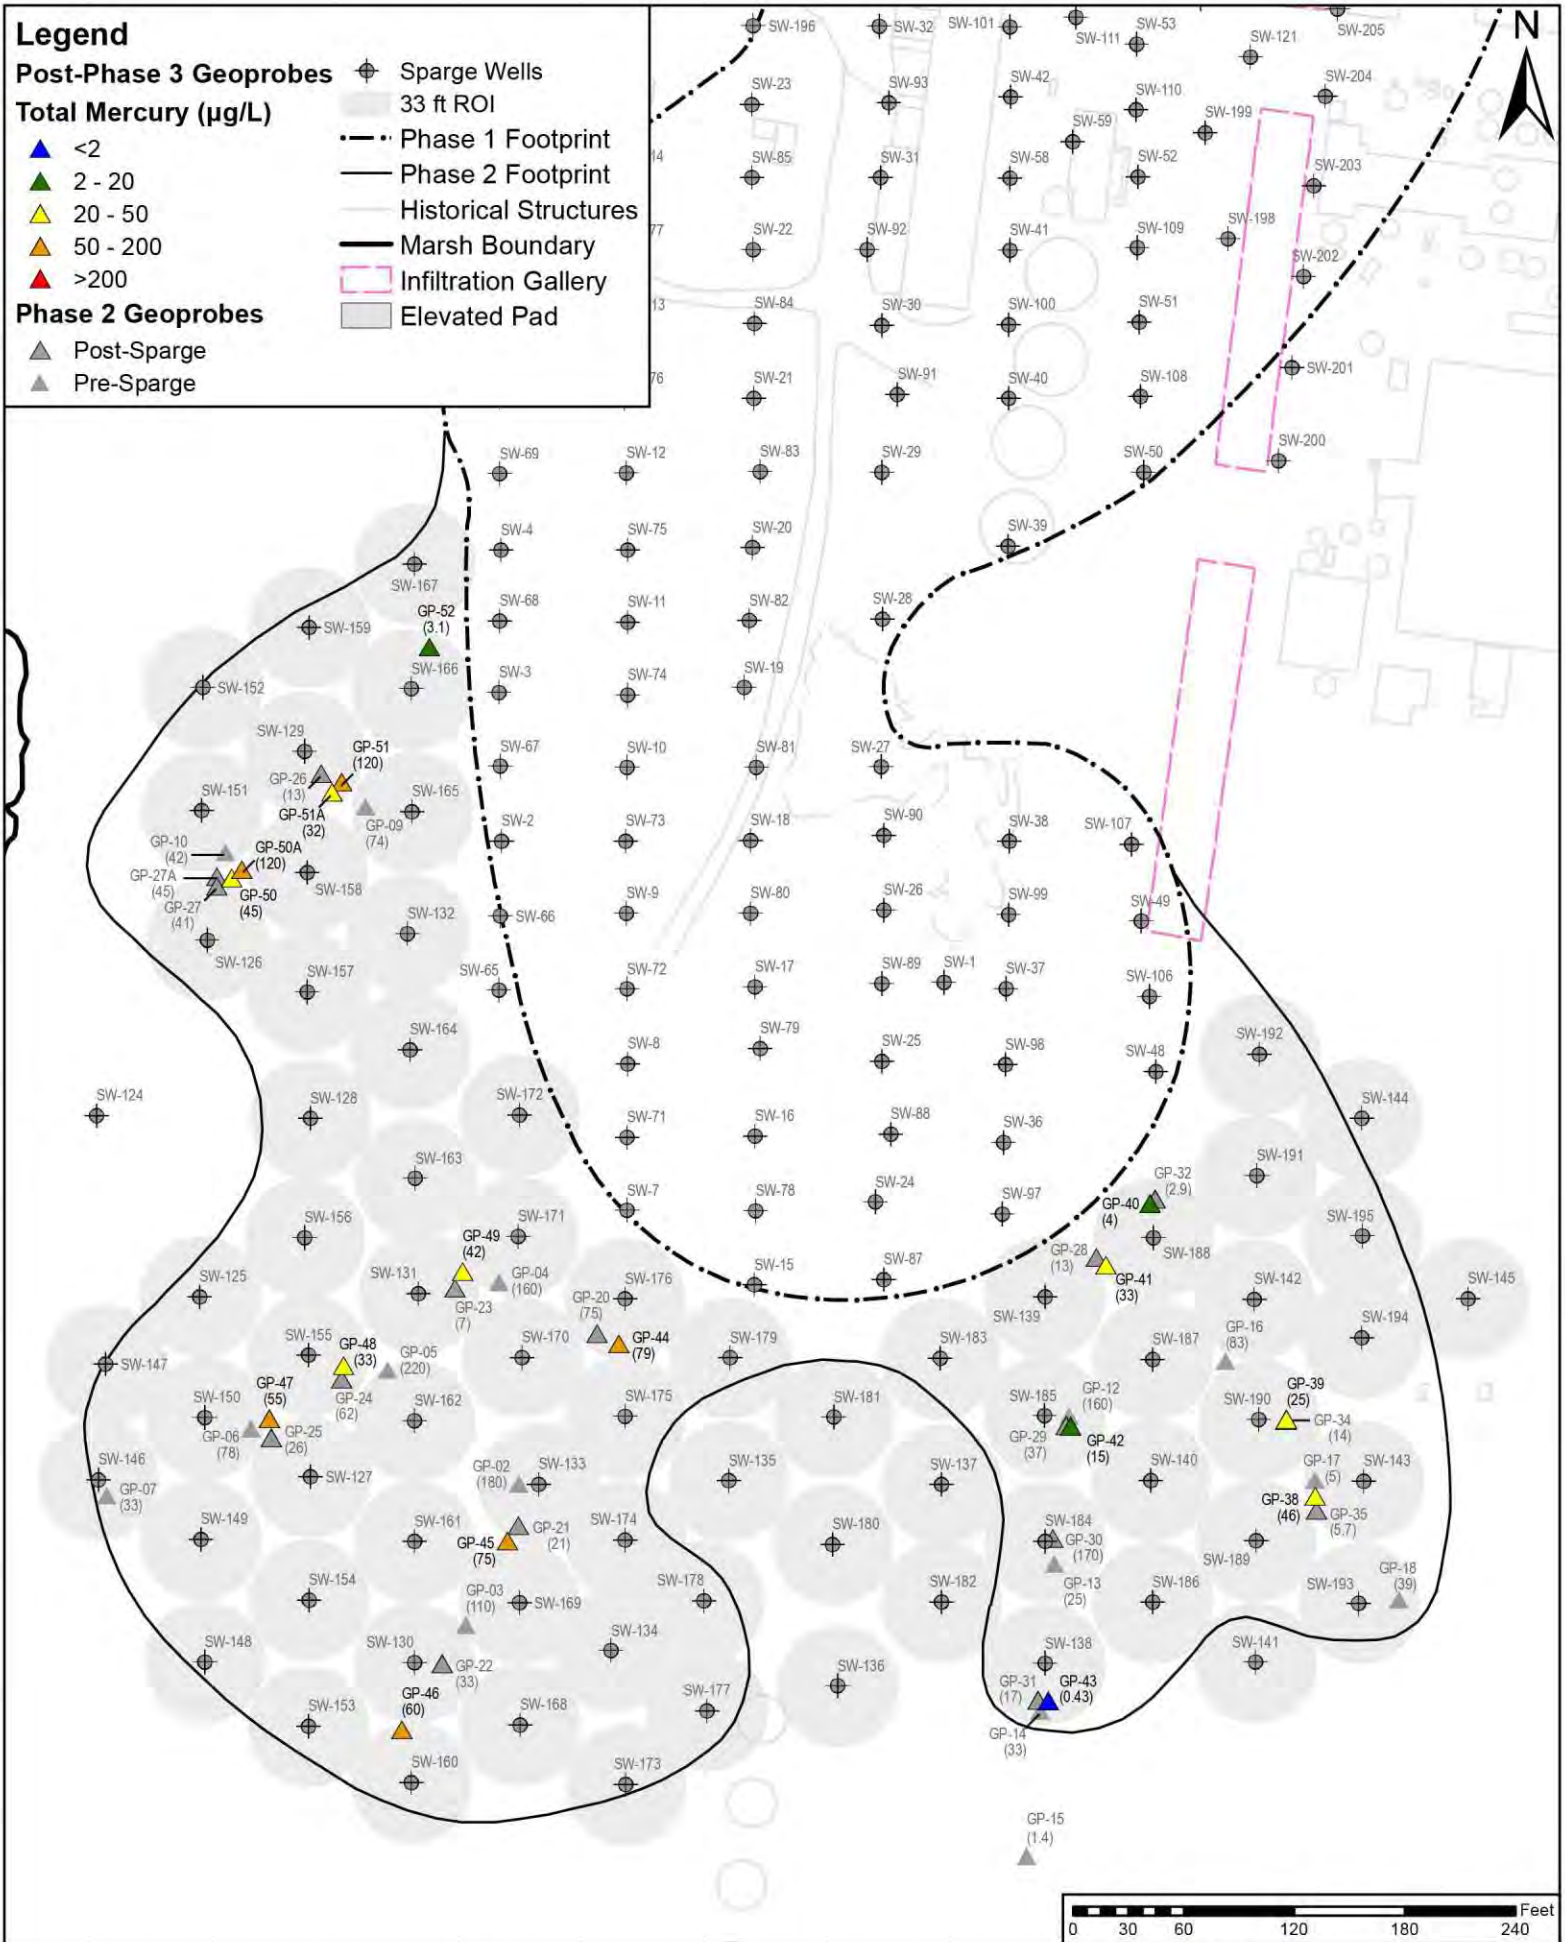 Legend
Post-Phase 3 Geoprobes
Total Mercury (µg/L)
<2
2 - 20
20 - 50
50 - 200
>200
Phase 2 Geoprobes
Post-Sparge
Pre-Sparge
Sparge Wells
33 ft ROI
Phase 1 Footprint
Phase 2 Footprint
Historical Structures
Marsh Boundary
Infiltration Gallery
Elevated Pad
N
SW-196
SW-32
SW-101
SW-111
SW-53
SW-121
SW-205
SW-23
SW-93
SW-42
SW-110
SW-204
SW-59
SW-199
14
SW-85
SW-31
SW-58
SW-52
SW-203
77
SW-22
SW-92
SW-41
SW-109
SW-198
SW-202
13
SW-84
SW-30
SW-100
SW-51
76
SW-21
SW-91
SW-40
SW-108
SW-201
SW-69
SW-12
SW-83
SW-29
SW-50
SW-200
SW-4
SW-75
SW-20
SW-39
SW-167
GP-52
(3.1)
SW-68
SW-11
SW-82
SW-28
SW-159
SW-166
SW-3
SW-74
SW-19
SW-152
SW-129
GP-51
(120)
SW-67
SW-10
SW-81
SW-27
GP-26
(13)
SW-151
GP-51A
(32)
SW-165
GP-09
(74)
SW-2
SW-73
SW-18
SW-90
SW-38
SW-107
GP-10
(42)
GP-50A
(120)
GP-27A
(45)
GP-27
(41)
GP-50
(45)
SW-158
SW-132
SW-66
SW-9
SW-80
SW-26
SW-99
SW-49
SW-126
SW-157
SW-65
SW-72
SW-17
SW-89
SW-1
SW-37
SW-106
SW-164
SW-8
SW-79
SW-25
SW-98
SW-48
SW-192
SW-124
SW-128
SW-172
SW-71
SW-16
SW-88
SW-36
SW-144
SW-163
SW-191
GP-32
(2.9)
GP-40
(4)
SW-7
SW-78
SW-24
SW-97
SW-156
SW-171
SW-188
SW-195
GP-49
(42)
GP-28
(13)
GP-41
(33)
SW-125
SW-131
GP-23
(7)
GP-04
(160)
GP-20
(75)
SW-176
SW-15
SW-87
SW-139
SW-142
SW-145
GP-44
(79)
SW-155
GP-48
(33)
GP-05
(220)
SW-170
SW-179
SW-183
SW-187
GP-16
(83)
SW-194
SW-147
GP-24
(62)
SW-150
GP-47
(55)
SW-162
SW-175
SW-181
SW-185
GP-12
(160)
SW-190
GP-39
(25)
GP-34
(14)
GP-06
(78)
GP-25
(26)
GP-29
(37)
GP-42
(15)
SW-146
GP-07
(33)
SW-127
GP-02
(180)
SW-133
SW-135
SW-137
SW-140
GP-17
(5)
SW-143
GP-38
(46)
GP-35
(5.7)
SW-149
SW-161
GP-45
(75)
GP-21
(21)
SW-174
SW-180
SW-184
GP-30
(170)
SW-189
SW-154
GP-03
(110)
SW-169
SW-178
SW-182
GP-13
(25)
SW-186
SW-193
GP-18
(39)
SW-148
SW-130
GP-22
(33)
SW-134
SW-136
SW-138
SW-141
GP-46
(60)
GP-31
(17)
GP-43
(0.43)
SW-153
SW-168
SW-177
GP-14
(33)
SW-160
SW-173
GP-15
(1.4)
Feet
0 30 60 120 180 240